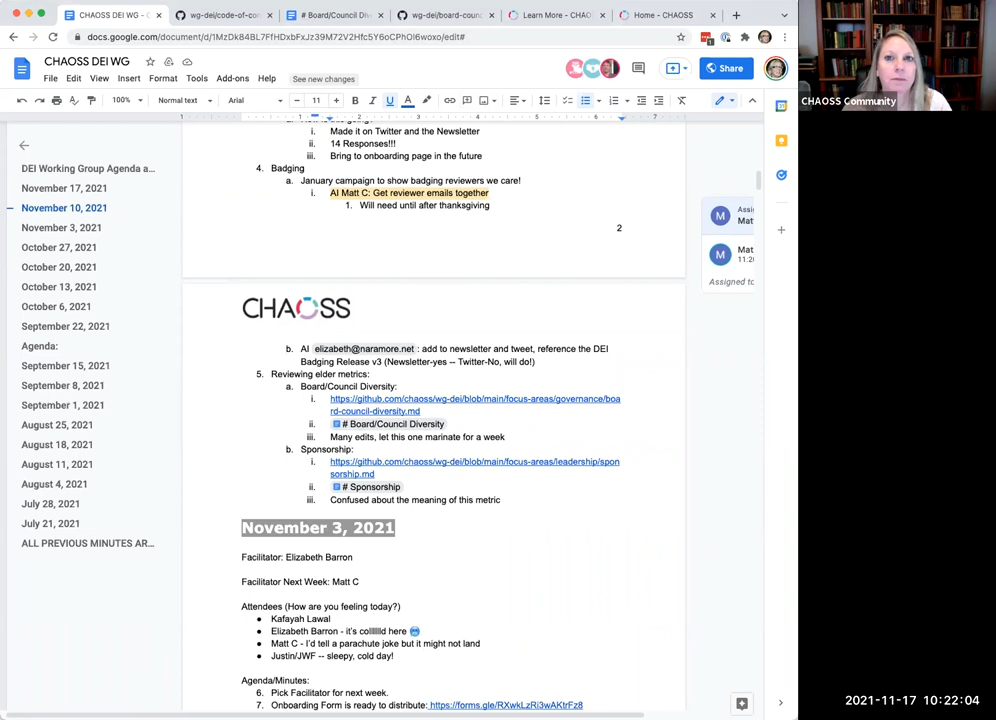 CHAOSS DEI WG -
wg-dei/code-of-con
# Board/Council Div
wg-dei/board-counc
Learn More - CHAO
Home - CHAOSS
docs.google.com/document/d/1MzDk84BL7FfHDxbFxJz39M72V2Hfc5Y6oCPhOl6woxo/edit#
CHAOSS DEI WG
File Edit View Insert Format Tools Add-ons Help See new changes
Share
100% Normal text Arial 11
CHAOSS Community
DEI Working Group Agenda a...
November 17, 2021
November 10, 2021
November 3, 2021
October 27, 2021
October 20, 2021
October 13, 2021
October 6, 2021
September 22, 2021
Agenda:
September 15, 2021
September 8, 2021
September 1, 2021
August 25, 2021
August 18, 2021
August 11, 2021
August 4, 2021
July 28, 2021
July 21, 2021
ALL PREVIOUS MINUTES AR...
i. Made it on Twitter and the Newsletter
ii. 14 Responses!!!
iii. Bring to onboarding page in the future
4. Badging
a. January campaign to show badging reviewers we care!
i. AI Matt C: Get reviewer emails together
1. Will need until after thanksgiving
2
CHAOSS
b. AI elizabeth@naramore.net : add to newsletter and tweet, reference the DEI
Badging Release v3 (Newsletter-yes -- Twitter-No, will do!)
5. Reviewing elder metrics:
a. Board/Council Diversity:
i. https://github.com/chaoss/wg-dei/blob/main/focus-areas/governance/boa
rd-council-diversity.md
ii. # Board/Council Diversity
iii. Many edits, let this one marinate for a week
b. Sponsorship:
i. https://github.com/chaoss/wg-dei/blob/main/focus-areas/leadership/spon
sorship.md
ii. # Sponsorship
iii. Confused about the meaning of this metric
November 3, 2021
Facilitator: Elizabeth Barron
Facilitator Next Week: Matt C
Attendees (How are you feeling today?)
● Kafayah Lawal
● Elizabeth Barron - it's colllllld here 🥶
● Matt C - I'd tell a parachute joke but it might not land
● Justin/JWF -- sleepy, cold day!
Agenda/Minutes:
6. Pick Facilitator for next week.
7. Onboarding Form is ready to distribute: https://forms.gle/RXwkLzRi3wAKtrFz8
M Assi
Mat
M Mat
11:2
Assigned to
2021-11-17 10:22:04